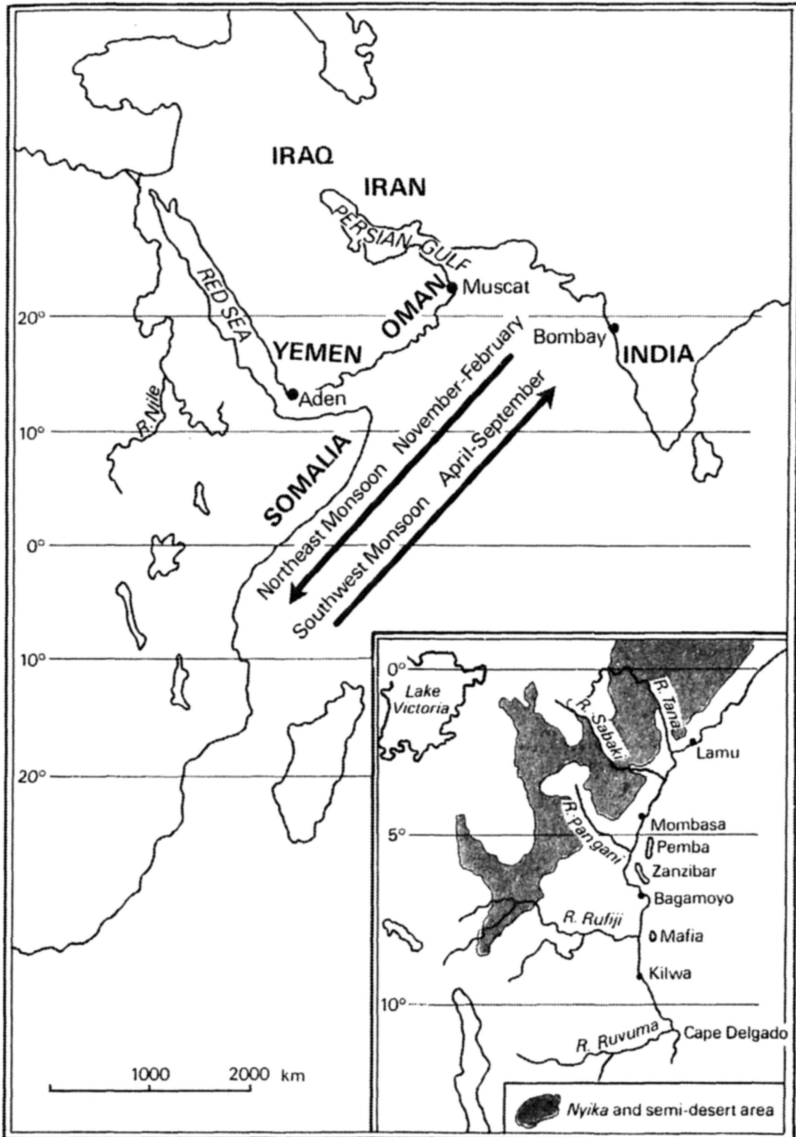 IRAQ
IRAN
PERSIAN GULF
RED SEA
OMAN
Muscat
20°
YEMEN
Bombay
INDIA
Aden
R. Nile
10°
SOMALIA
Northeast Monsoon November-February
Southwest Monsoon April-September
0°
10°
20°
1000 2000 km
0°
Lake
Victoria
R. Tana
R. Sabaki
Lamu
Mombasa
5°
R. Pangani
Pemba
Zanzibar
Bagamoyo
R. Rufiji
Mafia
Kilwa
10°
R. Ruvuma
Cape Delgado
Nyika and semi-desert area